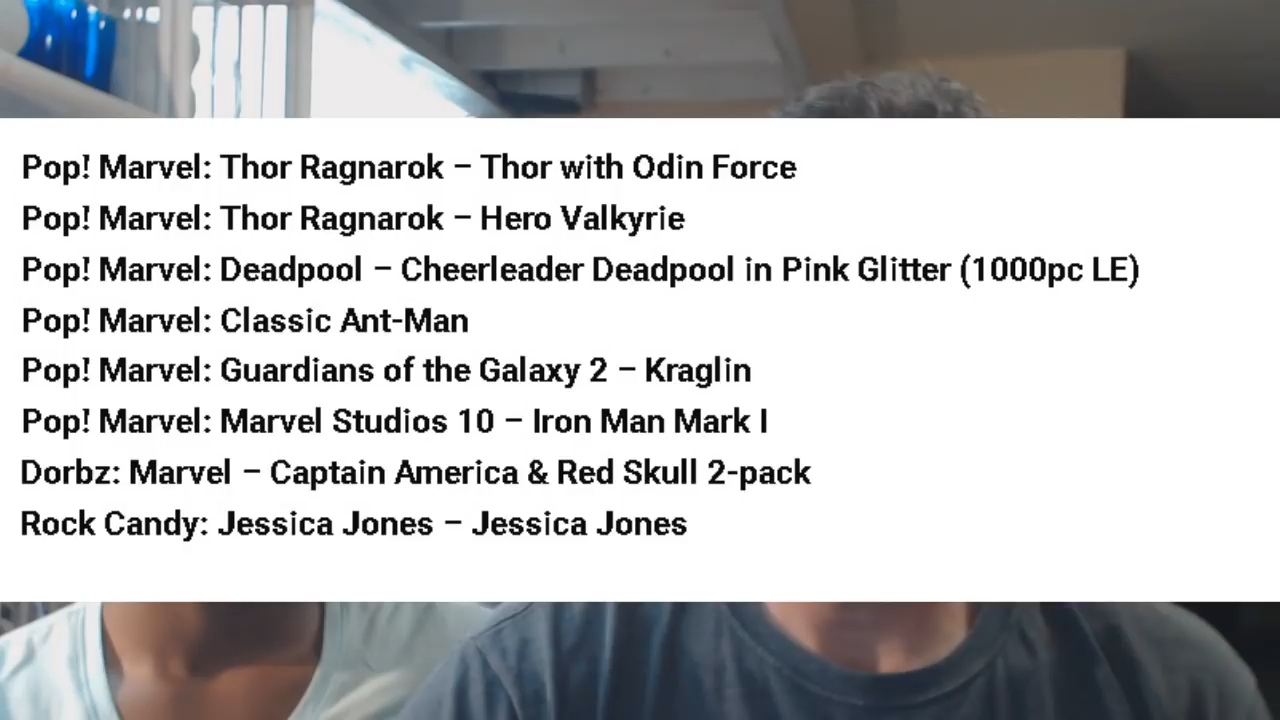 Pop! Marvel: Thor Ragnarok – Thor with Odin Force
Pop! Marvel: Thor Ragnarok – Hero Valkyrie
Pop! Marvel: Deadpool – Cheerleader Deadpool in Pink Glitter (1000pc LE)
Pop! Marvel: Classic Ant-Man
Pop! Marvel: Guardians of the Galaxy 2 – Kraglin
Pop! Marvel: Marvel Studios 10 – Iron Man Mark I
Dorbz: Marvel – Captain America & Red Skull 2-pack
Rock Candy: Jessica Jones – Jessica Jones